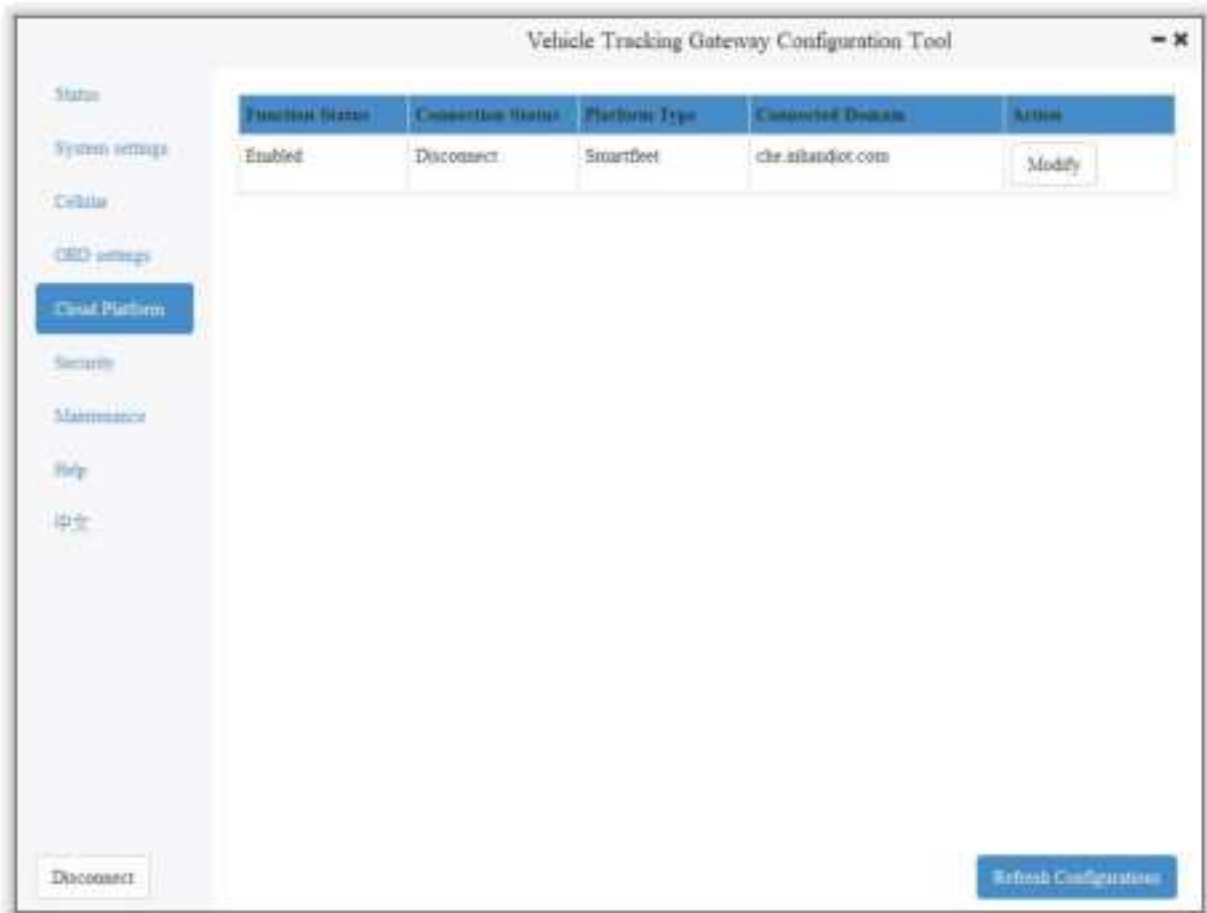 Vehicle Tracking Gateway Configuration Tool
Status
System settings
Cellular
OBD settings
Cloud Platform
Security
Maintenance
Help
中文
Function Status Connection Status Platform Type Connected Domain Action
Enabled Disconnect Smartfleet Modify
Disconnect
Refresh Configurations